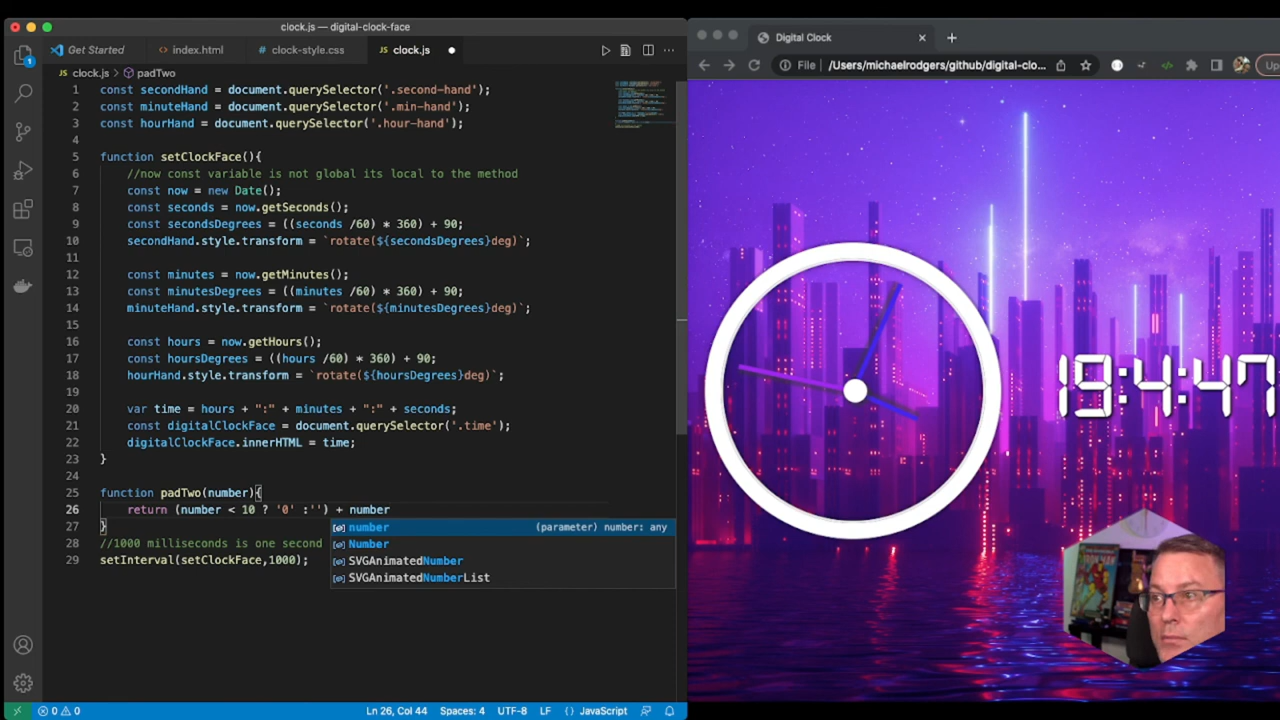 clock.js — digital-clock-face
Get Started
index.html
clock-style.css
clock.js
clock.js > padTwo
1 const secondHand = document.querySelector('.second-hand');
2 const minuteHand = document.querySelector('.min-hand');
3 const hourHand = document.querySelector('.hour-hand');
4
5 function setClockFace(){
6 //now const variable is not global its local to the method
7 const now = new Date();
8 const seconds = now.getSeconds();
9 const secondsDegrees = ((seconds /60) * 360) + 90;
10 secondHand.style.transform = `rotate(${secondsDegrees}deg)`;
11
12 const minutes = now.getMinutes();
13 const minutesDegrees = ((minutes /60) * 360) + 90;
14 minuteHand.style.transform = `rotate(${minutesDegrees}deg)`;
15
16 const hours = now.getHours();
17 const hoursDegrees = ((hours /60) * 360) + 90;
18 hourHand.style.transform = `rotate(${hoursDegrees}deg)`;
19
20 var time = hours + ":" + minutes + ":" + seconds;
21 const digitalClockFace = document.querySelector('.time');
22 digitalClockFace.innerHTML = time;
23 }
24
25 function padTwo(number){
26 return (number < 10 ? '0' :'') + number
27 }
28 //1000 milliseconds is one second
29 setInterval(setClockFace,1000);
number (parameter) number: any
Number
SVGAnimatedNumber
SVGAnimatedNumberList
1
0 0
Ln 26, Col 44
Spaces: 4
UTF-8
LF
{} JavaScript
Digital Clock
File | /Users/michaelrodgers/github/digital-clo...
Up
19:4:47